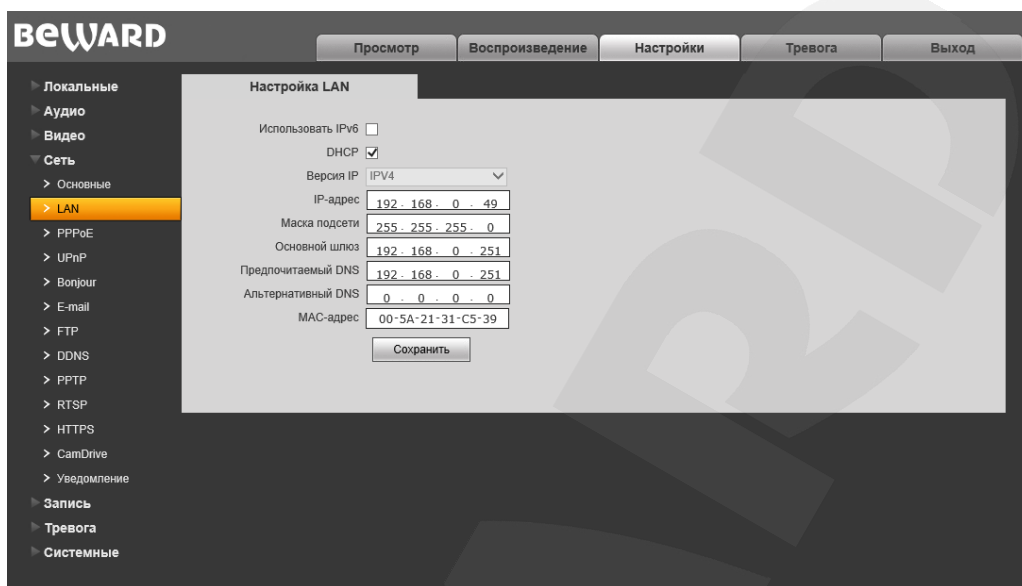 BEWARD
Просмотр
Воспроизведение
Настройки
Тревога
Выход
Локальные
Аудио
Видео
Сеть
Основные
LAN
PPPoE
UPnP
Bonjour
E-mail
FTP
DDNS
PPTP
RTSP
HTTPS
CamDrive
Уведомление
Запись
Тревога
Системные
Настройка LAN
Использовать IPv6
DHCP
Версия IP IPV4
IP-адрес 192. 168. 0 . 49
Маска подсети 255. 255. 255. 0
Основной шлюз 192. 168. 0 . 251
Предпочитаемый DNS 192. 168. 0 . 251
Альтернативный DNS 0 . 0 . 0 . 0
MAC-адрес 00-5A-21-31-C5-39
Сохранить